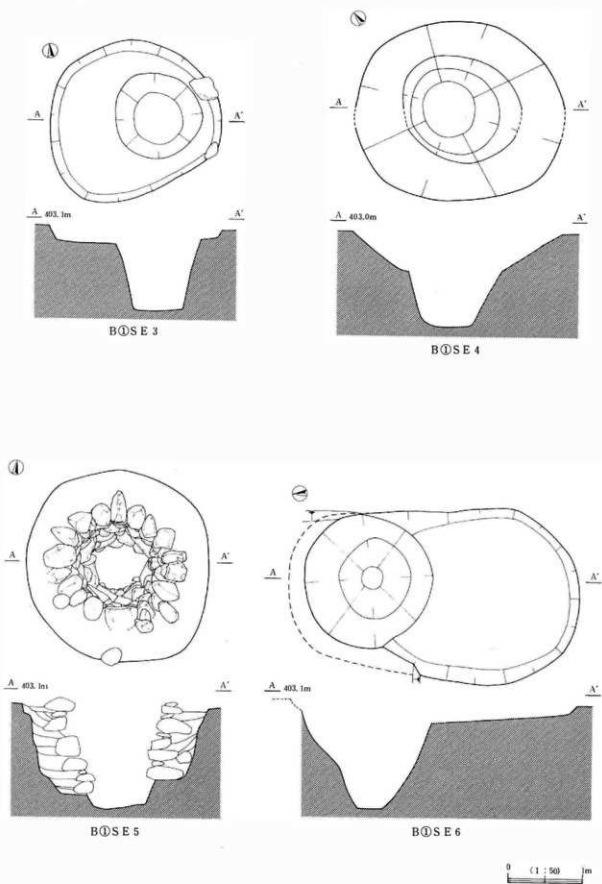 A A'
A 403.1m A'
B①SE3
A A'
A 403.0m A'
B①SE4
A A'
A 403.1m A'
B①SE5
A A'
A 403.1m A'
B①SE6
0 (1:50) 1m